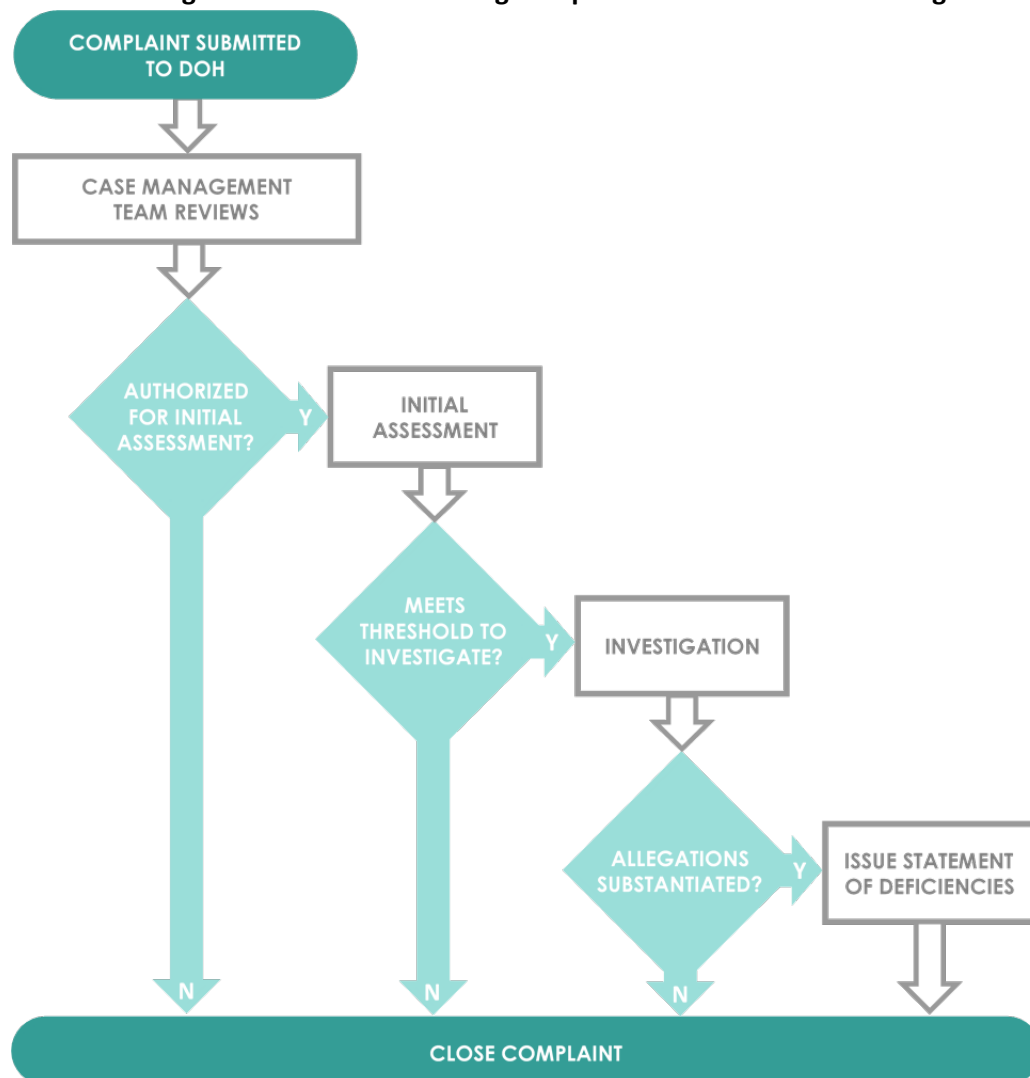 COMPLAINT SUBMITTED
TO DOH
CASE MANAGEMENT
TEAM REVIEWS
AUTHORIZED
FOR INITIAL
ASSESSMENT?
Y
INITIAL
ASSESSMENT
MEETS
THRESHOLD TO
INVESTIGATE?
Y
INVESTIGATION
ALLEGATIONS
SUBSTANTIATED?
Y
ISSUE STATEMENT
OF DEFICIENCIES
N
N
N
CLOSE COMPLAINT